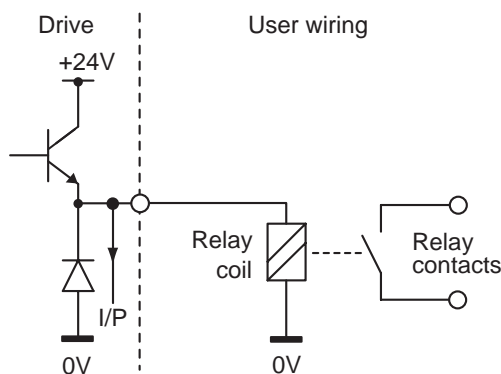 Drive
User wiring
+24V
Relay
coil
Relay
contacts
I/P
0V
0V